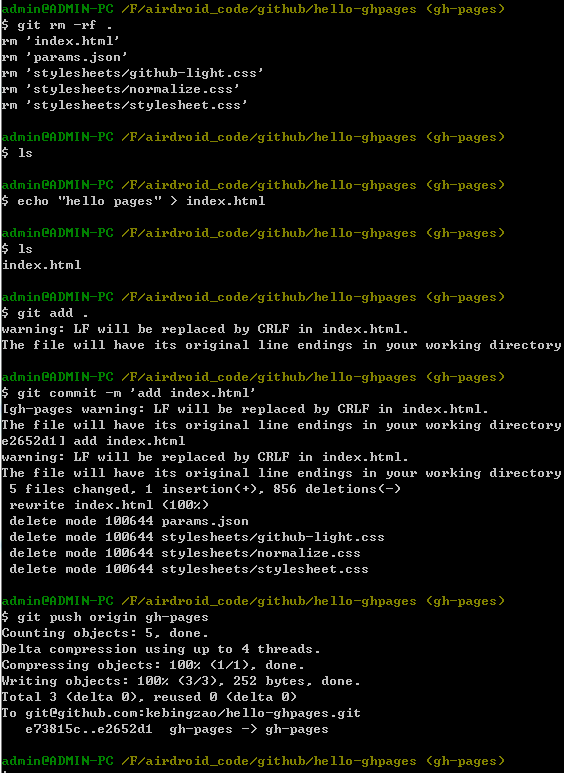 admin@ADMIN-PC /F/airdroid_code/github/hello-ghpages (gh-pages)
$ git rm -rf .
rm 'index.html'
rm 'params.json'
rm 'stylesheets/github-light.css'
rm 'stylesheets/normalize.css'
rm 'stylesheets/stylesheet.css'
admin@ADMIN-PC /F/airdroid_code/github/hello-ghpages (gh-pages)
$ ls
admin@ADMIN-PC /F/airdroid_code/github/hello-ghpages (gh-pages)
$ echo "hello pages" > index.html
admin@ADMIN-PC /F/airdroid_code/github/hello-ghpages (gh-pages)
$ ls
index.html
admin@ADMIN-PC /F/airdroid_code/github/hello-ghpages (gh-pages)
$ git add .
warning: LF will be replaced by CRLF in index.html.
The file will have its original line endings in your working directory
admin@ADMIN-PC /F/airdroid_code/github/hello-ghpages (gh-pages)
$ git commit -m 'add index.html'
[gh-pages warning: LF will be replaced by CRLF in index.html.
The file will have its original line endings in your working directory
e2652d1] add index.html
warning: LF will be replaced by CRLF in index.html.
The file will have its original line endings in your working directory
5 files changed, 1 insertion(+), 856 deletions(-)
rewrite index.html (100%)
delete mode 100644 params.json
delete mode 100644 stylesheets/github-light.css
delete mode 100644 stylesheets/normalize.css
delete mode 100644 stylesheets/stylesheet.css
admin@ADMIN-PC /F/airdroid_code/github/hello-ghpages (gh-pages)
$ git push origin gh-pages
Counting objects: 5, done.
Delta compression using up to 4 threads.
Compressing objects: 100% (1/1), done.
Writing objects: 100% (3/3), 252 bytes, done.
Total 3 (delta 0), reused 0 (delta 0)
To git@github.com:kebingzao/hello-ghpages.git
e73815c..e2652d1  gh-pages -> gh-pages
admin@ADMIN-PC /F/airdroid_code/github/hello-ghpages (gh-pages)